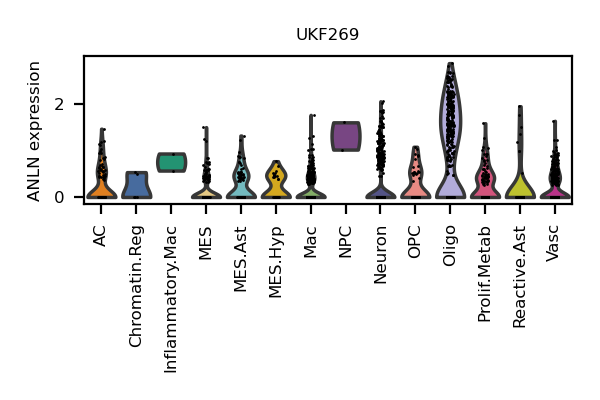 UKF269
ANLN expression
2
0
AC
Chromatin.Reg
Inflammatory.Mac
MES
MES.Ast
MES.Hyp
Mac
NPC
Neuron
OPC
Oligo
Prolif.Metab
Reactive.Ast
Vasc